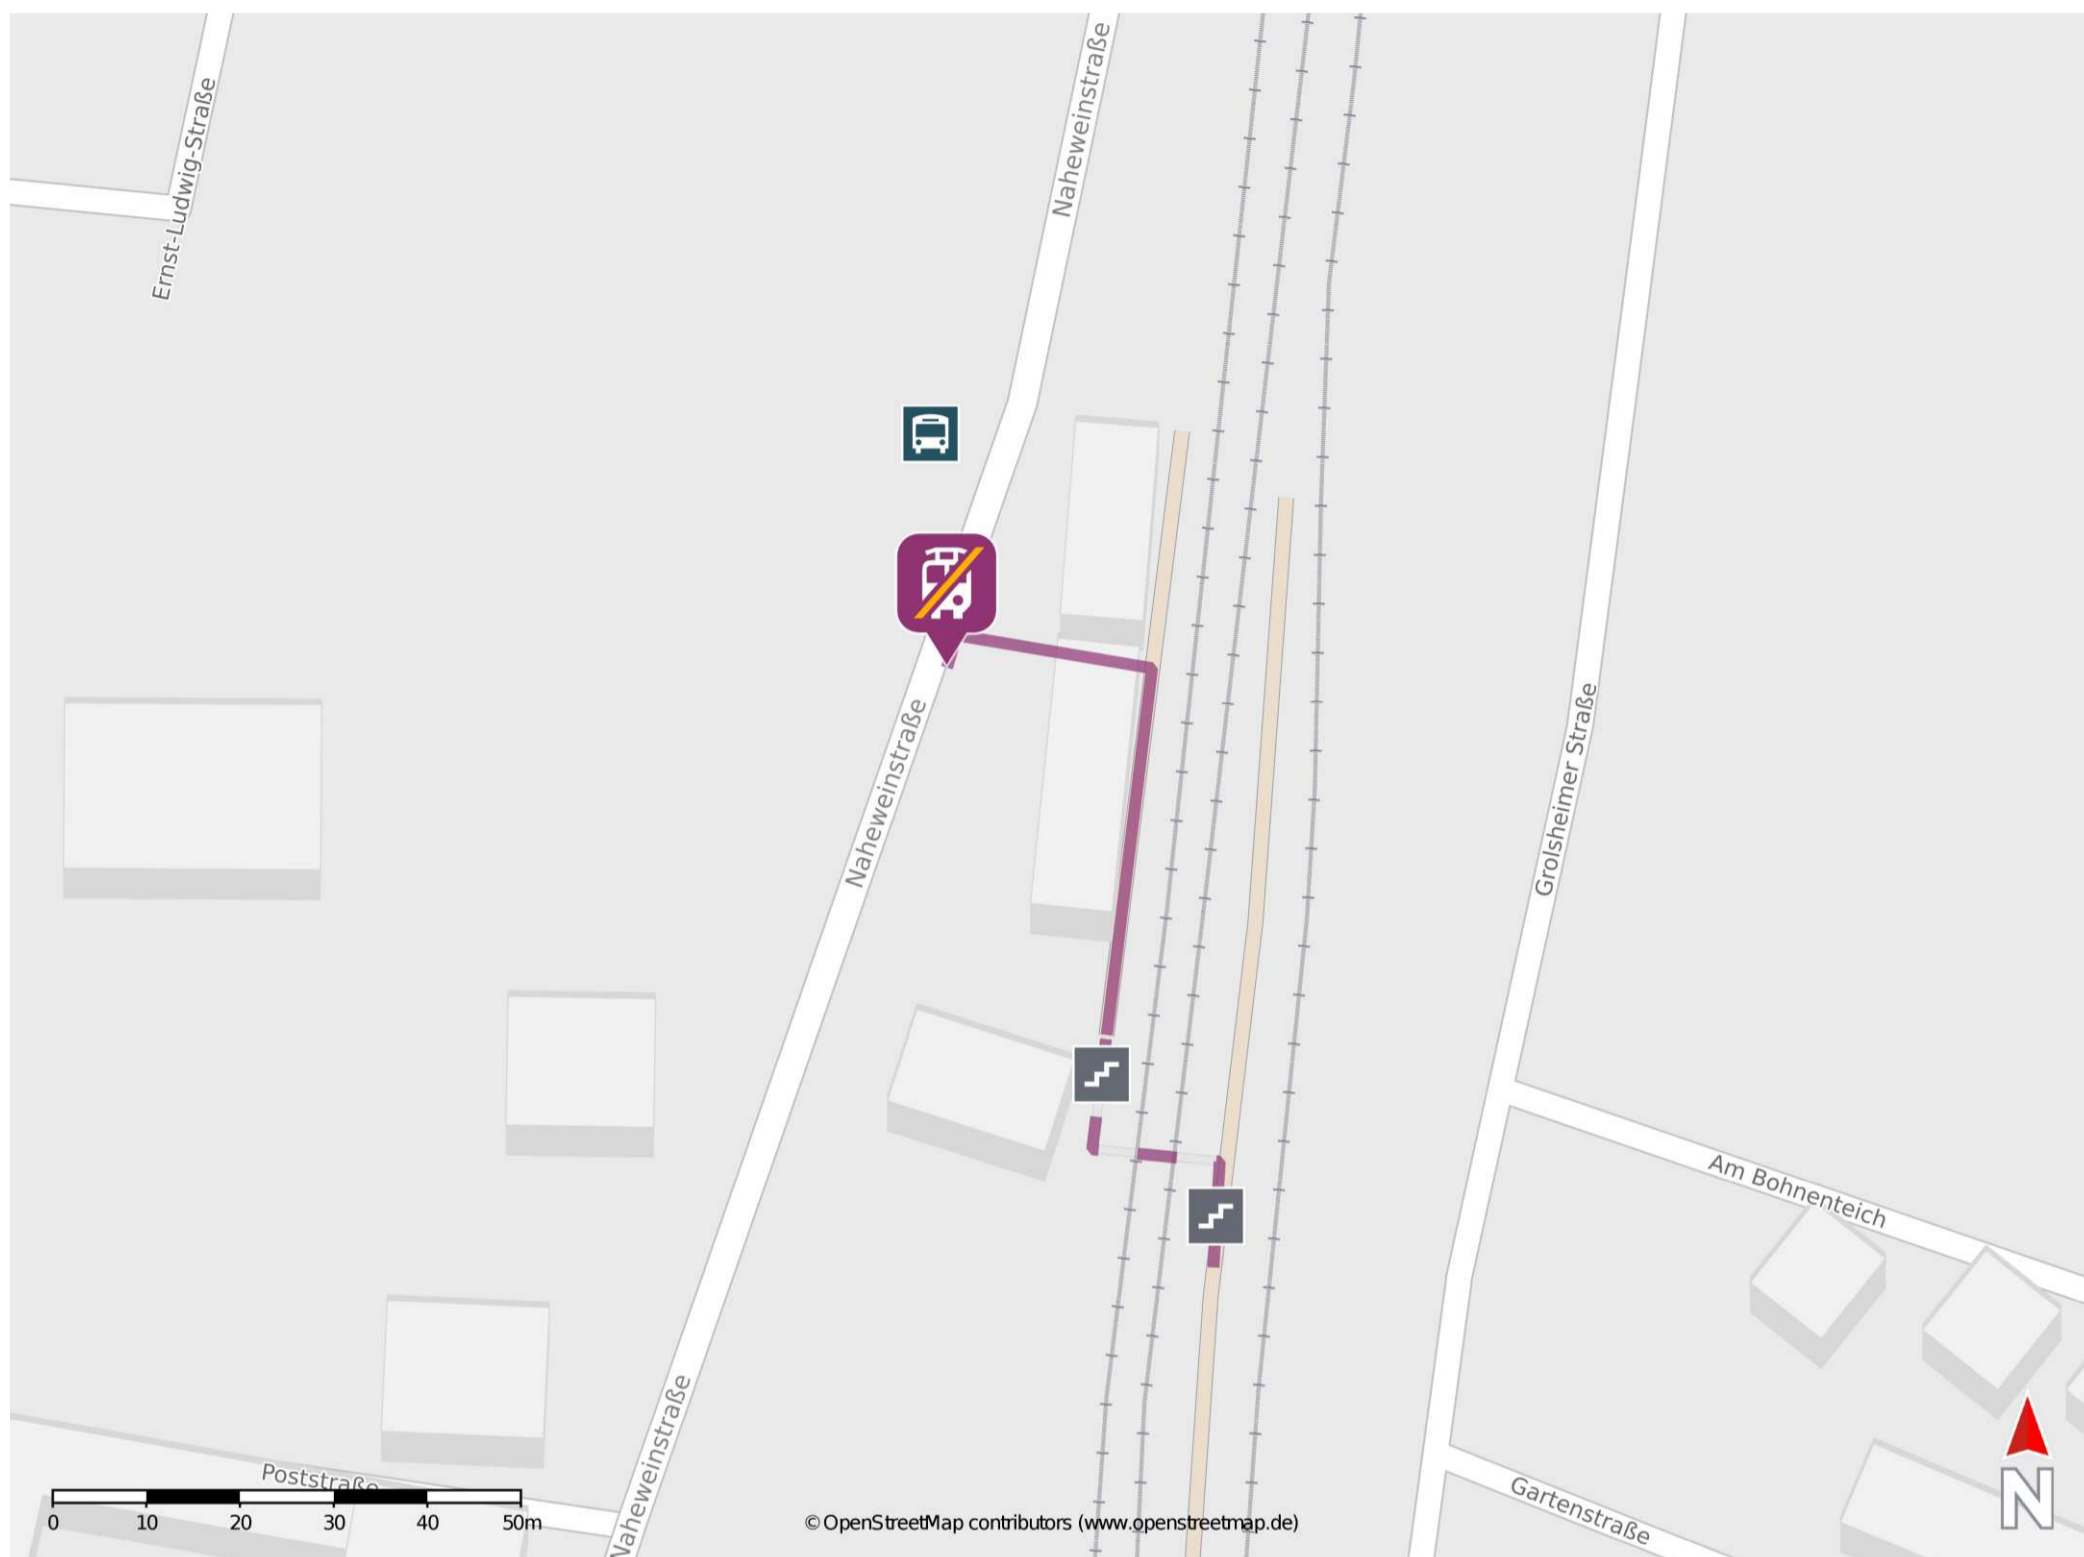 Naheweinstraße
Ernst-Ludwig-Straße
Naheweinstraße
Grolsheimer Straße
Am Bohnenteich
Naheweinstraße
Poststraße
Gartenstraße
N
0 10 20 30 40 50m
© OpenStreetMap contributors (www.openstreetmap.de)